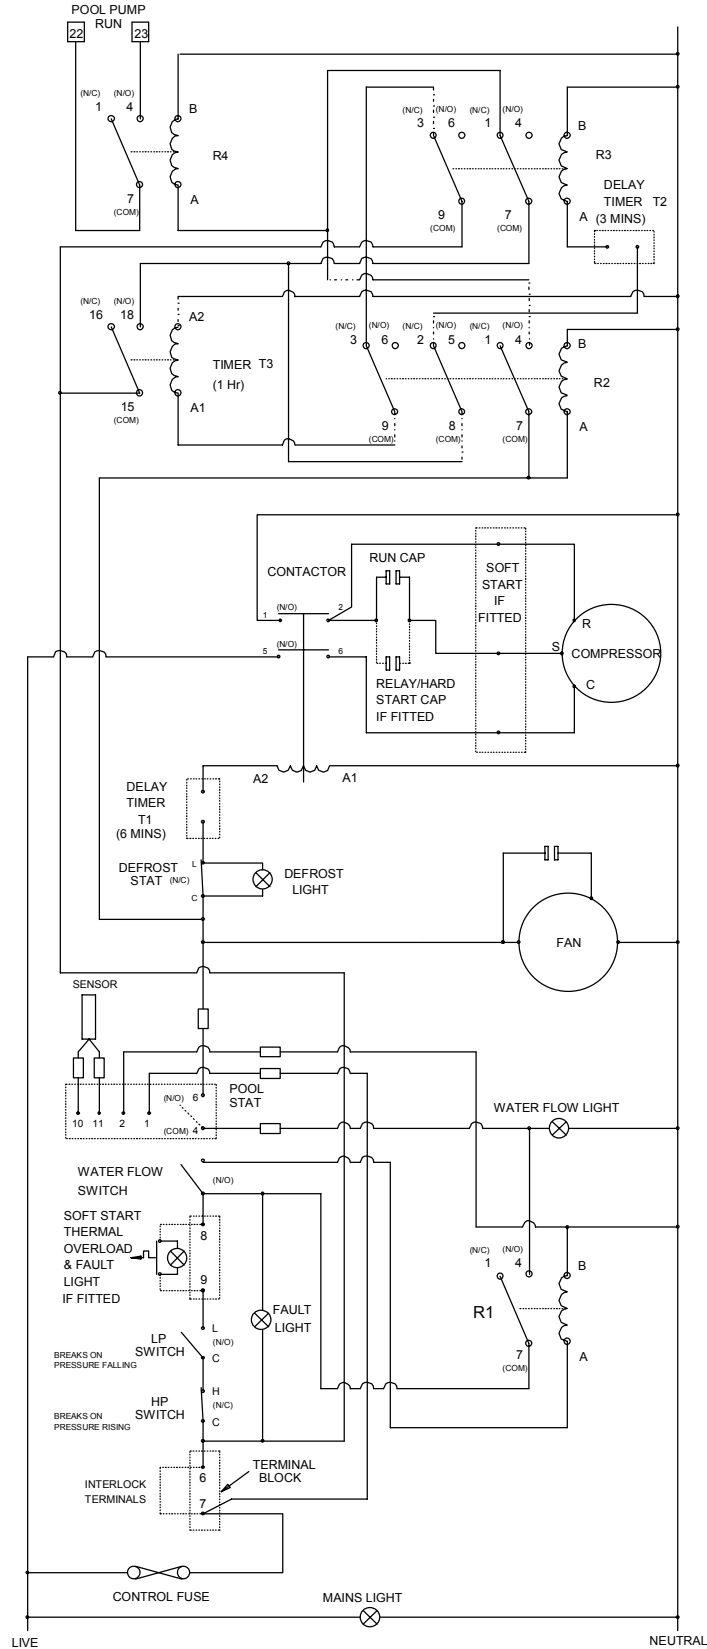 POOL PUMP
RUN
22 23
(N/C) (N/O)
1 4
B
R4
7
(COM)
A
(N/C) (N/O)
3 6
(N/C) (N/O)
1 4
B
R3
DELAY
TIMER T2
(3 MINS)
A
9
(COM)
7
(COM)
(N/C) (N/O)
16 18
A2
TIMER T3
(1 Hr)
15
(COM)
A1
(N/C) (N/O)
3 6
(N/C) (N/O)
2 5
(N/C) (N/O)
1 4
B
R2
A
9
(COM)
8
(COM)
7
(COM)
CONTACTOR
RUN CAP
SOFT
START
IF
FITTED
(N/O)
1 2
(N/O)
5 6
R
S
COMPRESSOR
C
RELAY/HARD
START CAP
IF FITTED
A2 A1
DELAY
TIMER
T1
(6 MINS)
DEFROST
STAT (N/C)
L
C
DEFROST
LIGHT
FAN
SENSOR
POOL
STAT
10 11 2 1
(N/O) 6
(COM) 4
WATER FLOW LIGHT
WATER FLOW
SWITCH
(N/O)
SOFT START
THERMAL
OVERLOAD
& FAULT
LIGHT
IF FITTED
8
9
(N/C) (N/O)
1 4
B
R1
7
(COM)
A
FAULT
LIGHT
LP
SWITCH
L
(N/O)
C
BREAKS ON
PRESSURE FALLING
HP
SWITCH
H
(N/C)
C
BREAKS ON
PRESSURE RISING
INTERLOCK
TERMINALS
6
7
TERMINAL
BLOCK
CONTROL FUSE
MAINS LIGHT
LIVE
NEUTRAL